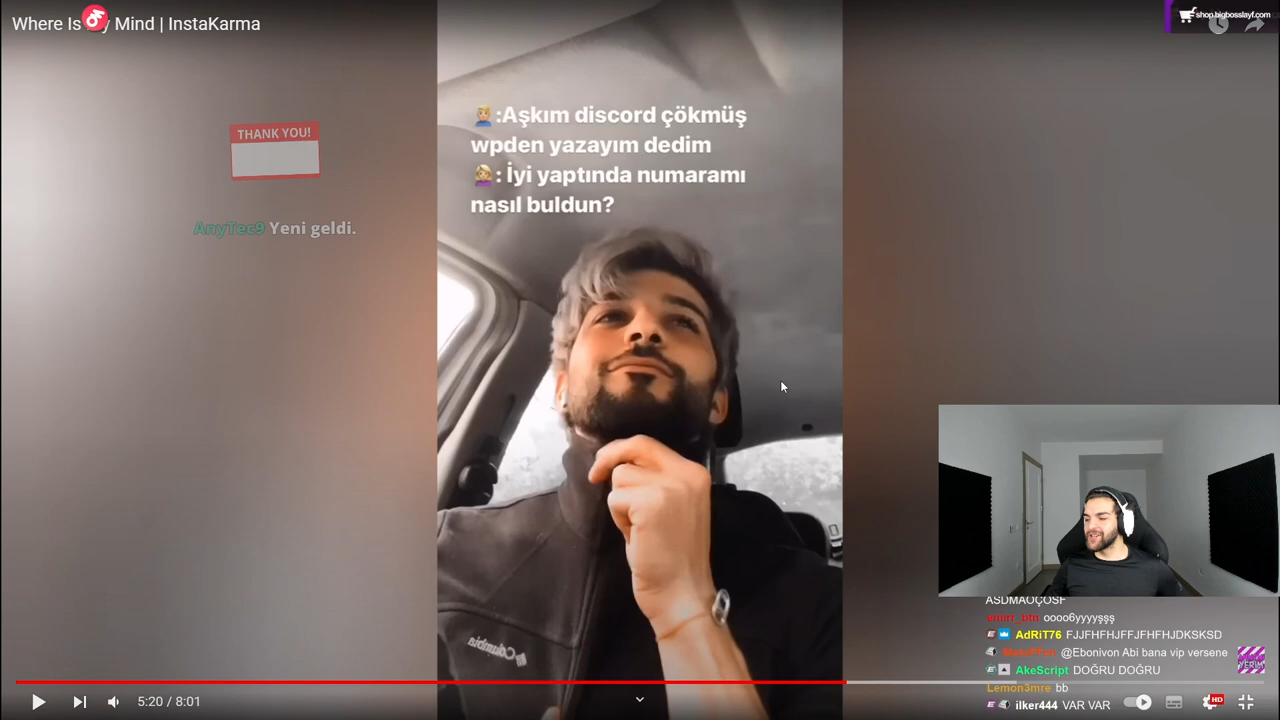 Where Is My Mind | InstaKarma
shop.bigbosslayf.com
THANK YOU!
AnyTec9 Yeni geldi.
:Aşkım discord çökmüş
wpden yazayım dedim
: İyi yaptında numaramı
nasıl buldun?
Columbia
ASDMAOÇOSF
oooo6yyyyşşş
AdRiT76 FJJFHFHJFFJFHFHJDKSKSD
@Ebonivon Abi bana vip versene
AkeScript DOĞRU DOĞRU
bb
ilker444 VAR VAR
YERİM
5:20 / 8:01
HD